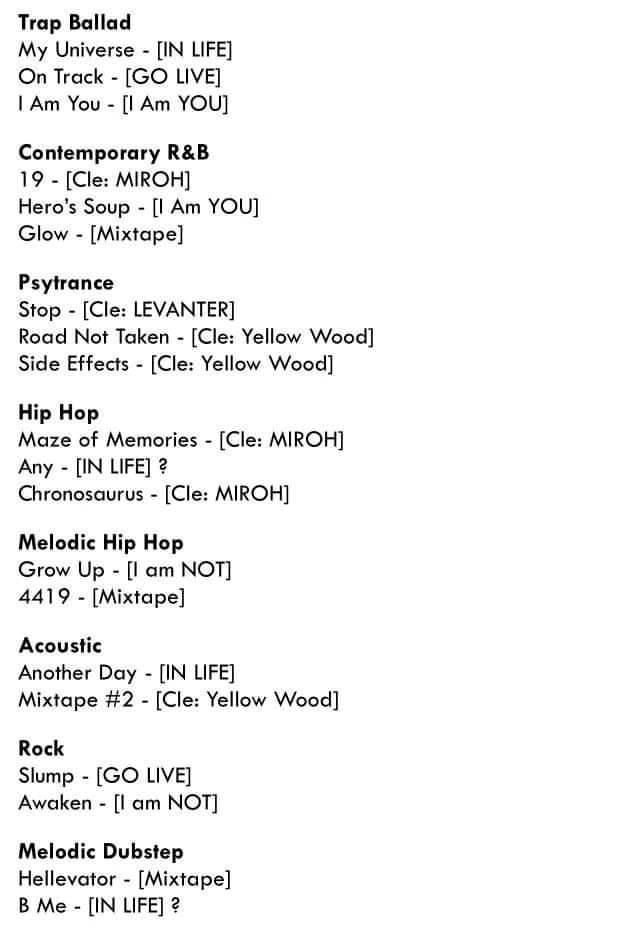 Trap Ballad
My Universe - [IN LIFE]
On Track - [GO LIVE]
I Am You - [I Am YOU]
Contemporary R&B
19 - [Cle: MIROH]
Hero's Soup - [I Am YOU]
Glow - [Mixtape]
Psytrance
Stop - [Cle: LEVANTER]
Road Not Taken - [Cle: Yellow Wood]
Side Effects - [Cle: Yellow Wood]
Hip Hop
Maze of Memories - [Cle: MIROH]
Any - [IN LIFE] ?
Chronosaurus - [Cle: MIROH]
Melodic Hip Hop
Grow Up - [I am NOT]
4419 - [Mixtape]
Acoustic
Another Day - [IN LIFE]
Mixtape #2 - [Cle: Yellow Wood]
Rock
Slump - [GO LIVE]
Awaken - [I am NOT]
Melodic Dubstep
Hellevator - [Mixtape]
B Me - [IN LIFE] ?